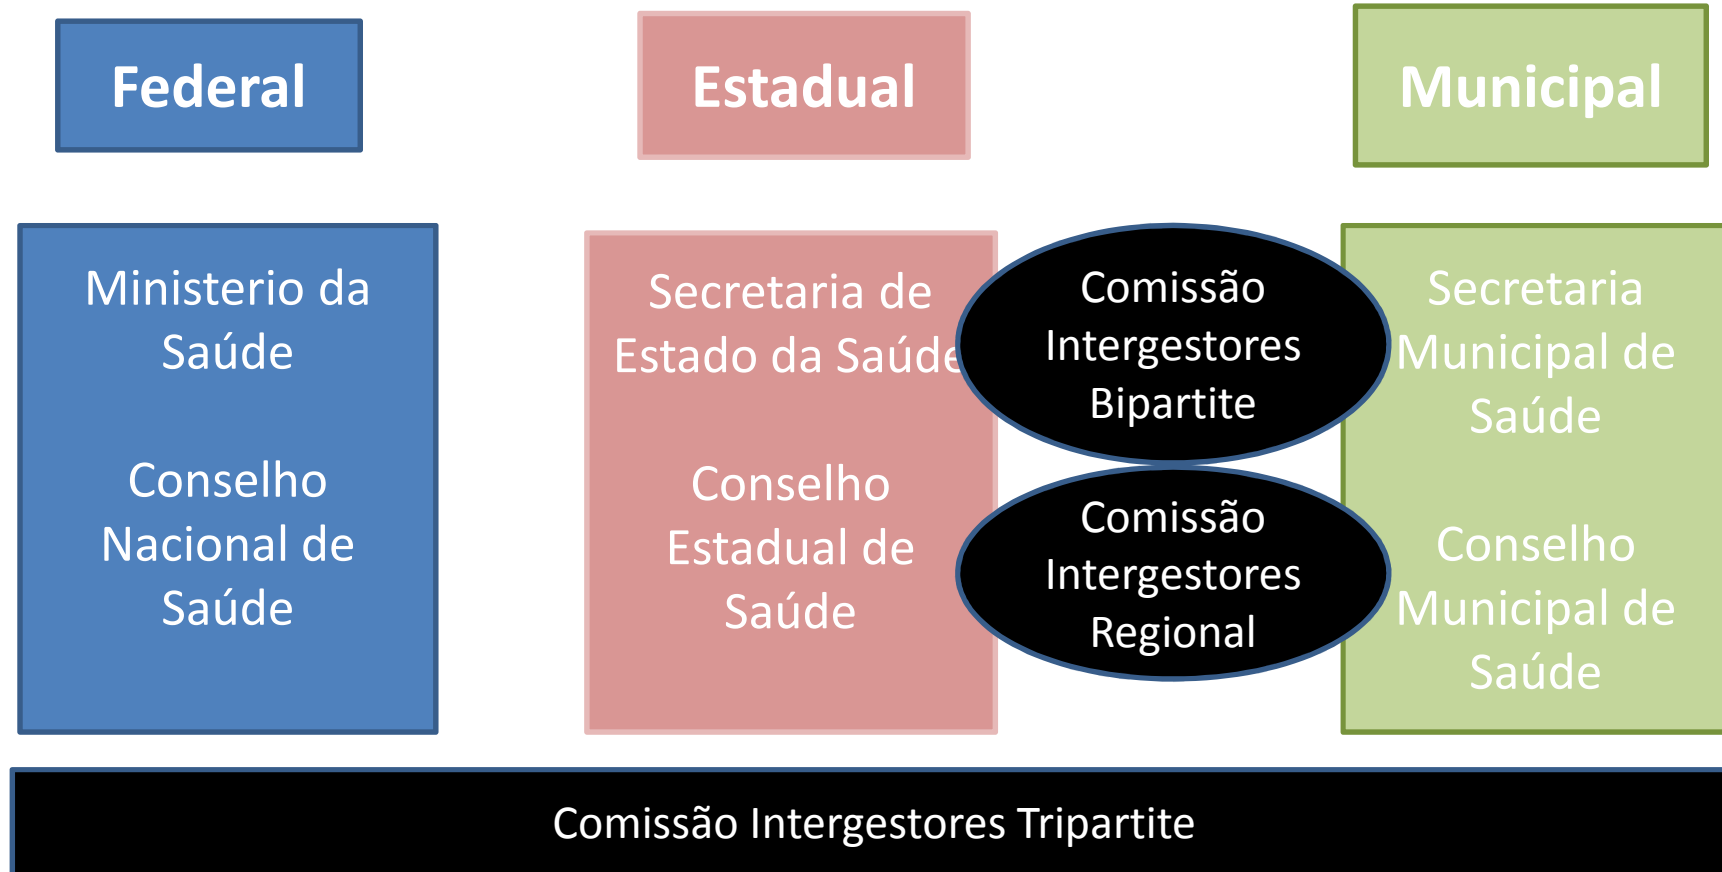 Federal
Estadual
Municipal
Ministerio da
Saúde
Conselho
Nacional de
Saúde
Secretaria de
Estado da Saúde
Conselho
Estadual de
Saúde
Comissão
Intergestores
Bipartite
Comissão
Intergestores
Regional
Secretaria
Municipal de
Saúde
Conselho
Municipal de
Saúde
Comissão Intergestores Tripartite